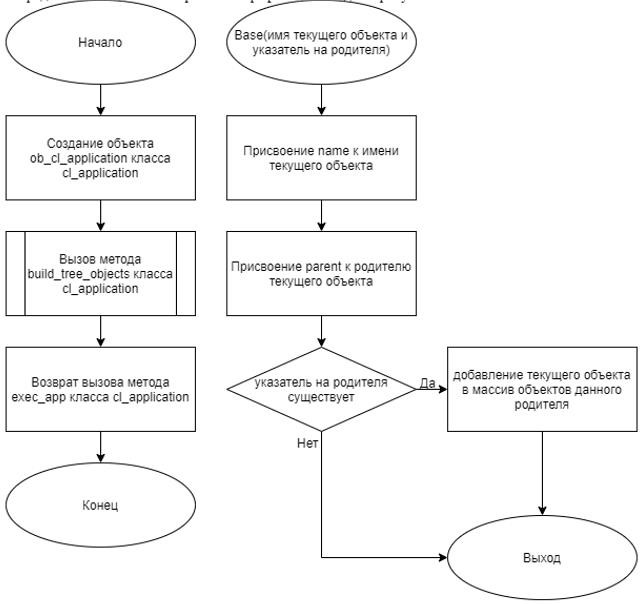 Начало
Создание объекта
ob_cl_application класса
cl_application
Вызов метода
build_tree_objects класса
cl_application
Возврат вызова метода
exec_app класса cl_application
Конец
Base(имя текущего объекта и
указатель на родителя)
Присвоение name к имени
текущего объекта
Присвоение parent к родителю
текущего объекта
указатель на родителя
существует
Да
Нет
добавление текущего объекта
в массив объектов данного
родителя
Выход